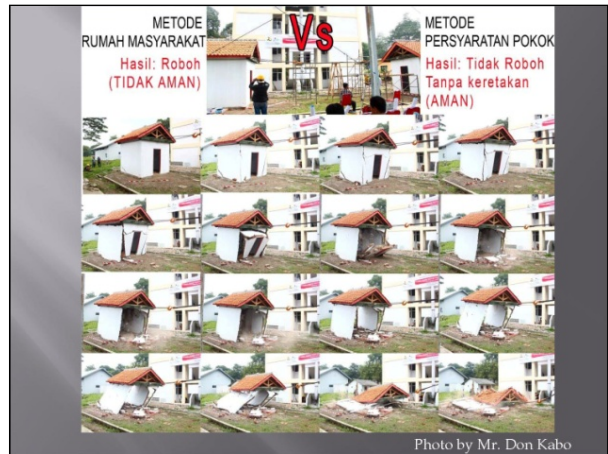 METODE
RUMAH MASYARAKAT
Hasil: Roboh
(TIDAK AMAN)
Vs
METODE
PERSYARATAN POKOK
Hasil: Tidak Roboh
Tanpa keretakan
(AMAN)
Photo by Mr. Don Kabo